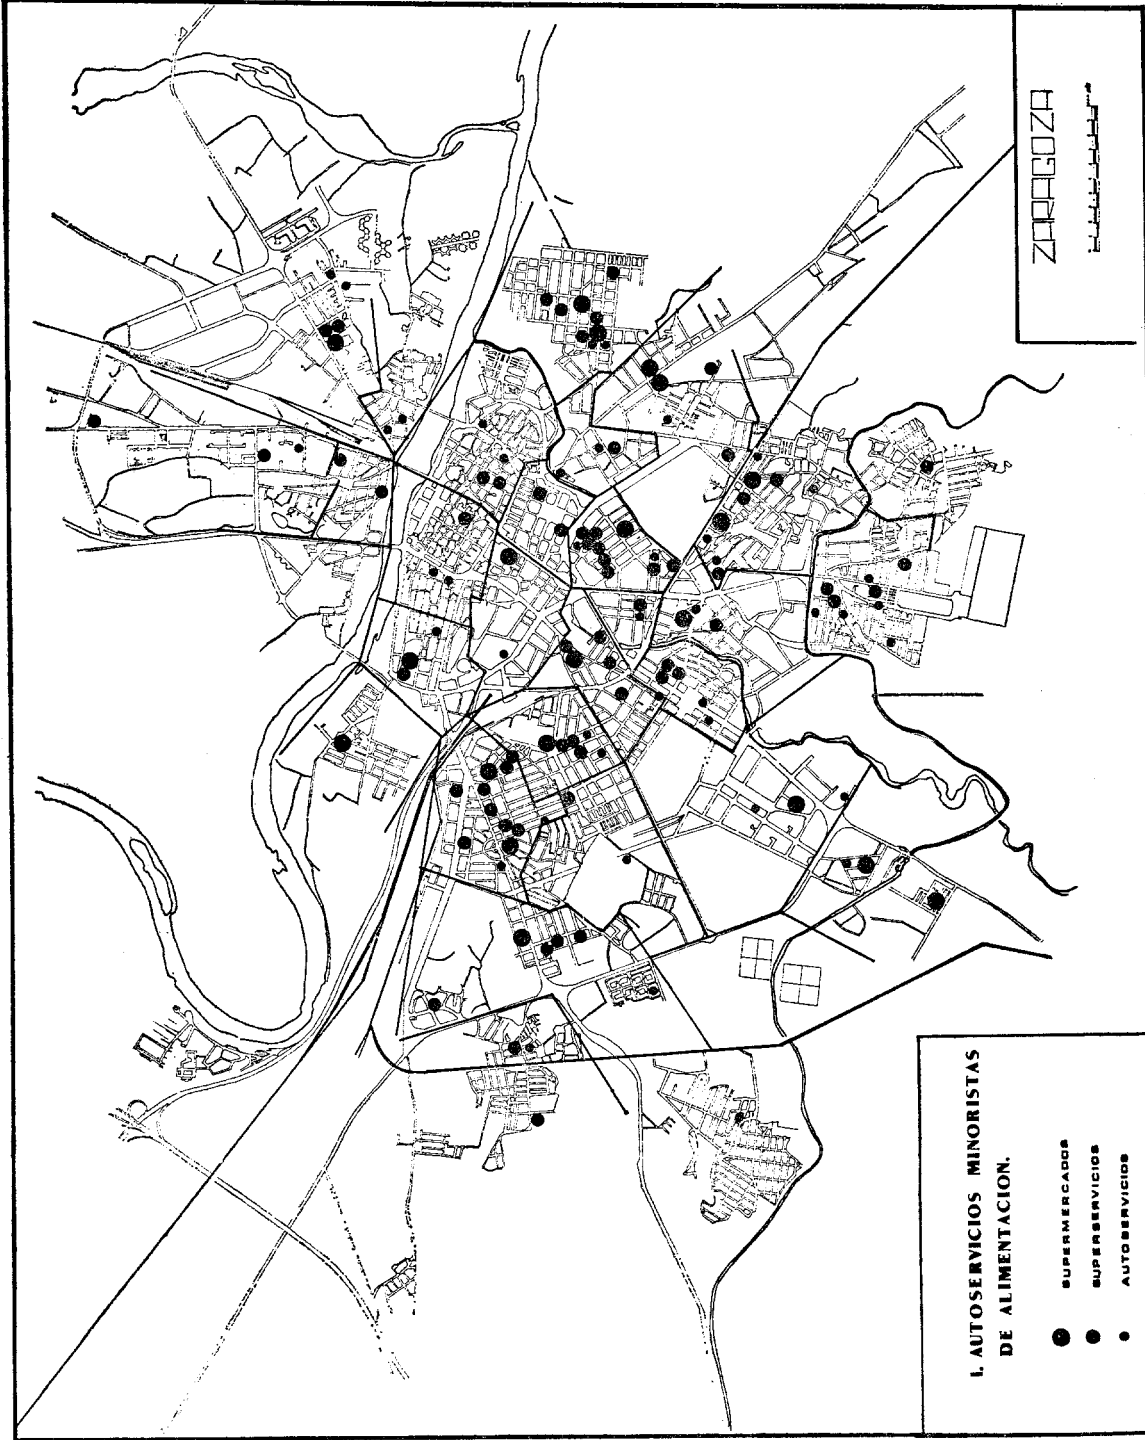 ZARAGOZA
I. AUTOSERVICIOS MINORISTAS
DE ALIMENTACION.
SUPERMERCADOS
SUPERSERVICIOS
AUTOSERVICIOS